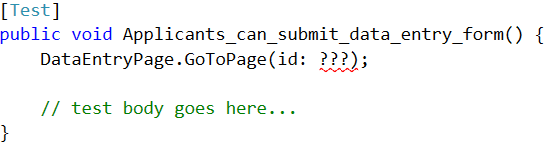 [Test]
public void Applicants_can_submit_data_entry_form() {
DataEntryPage.GoToPage(id: ???);
// test body goes here...
}